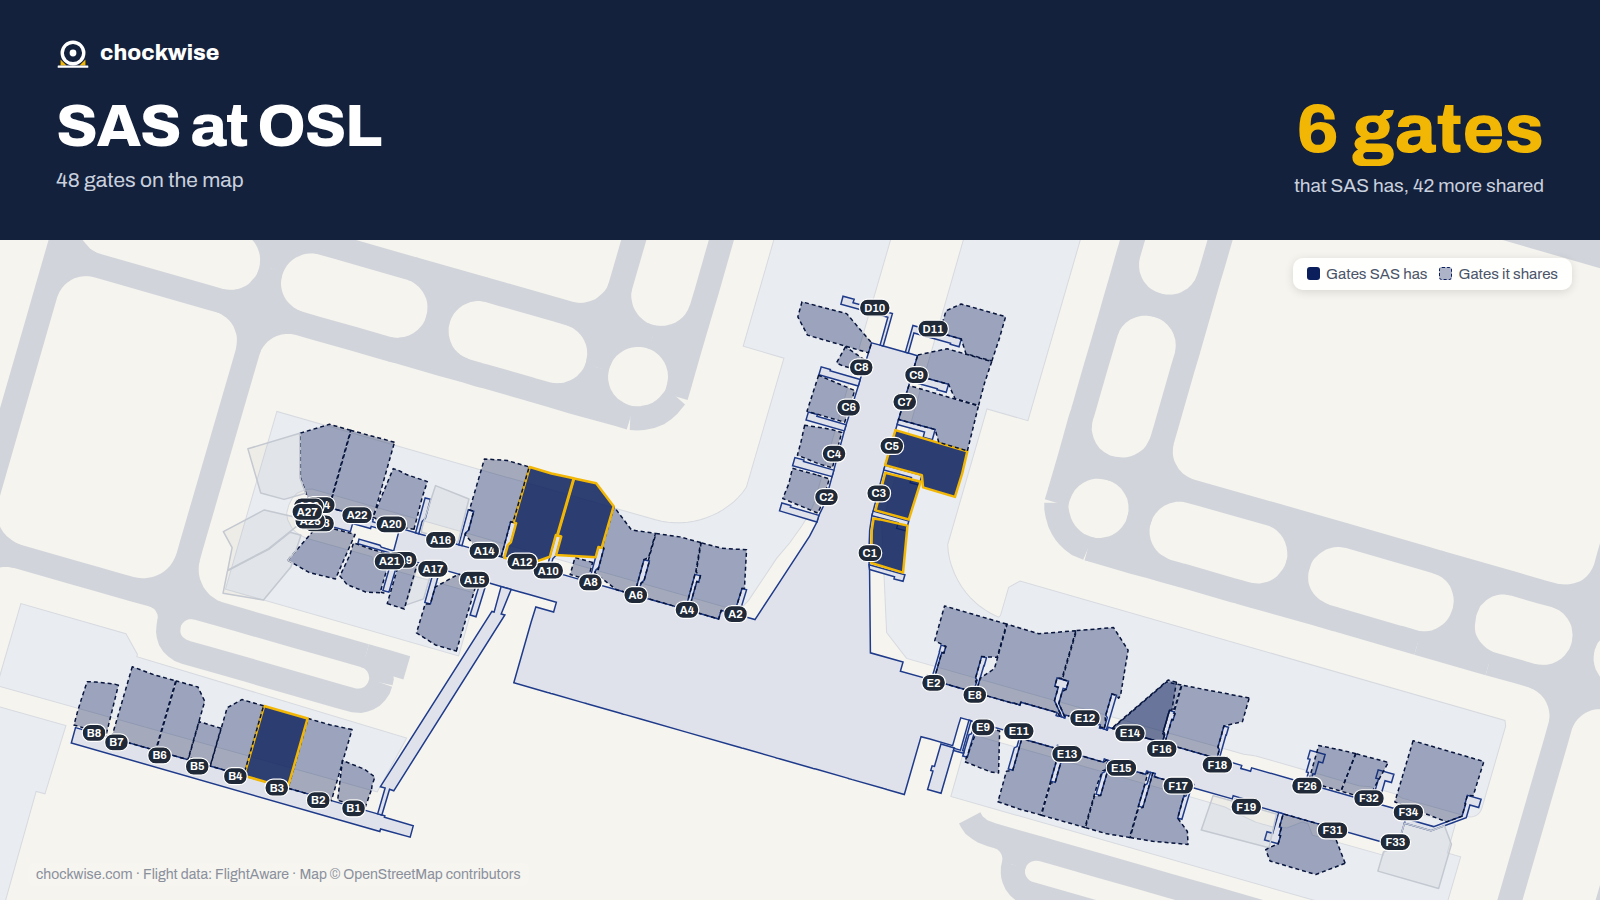 chockwise
SAS at OSL
48 gates on the map
6 gates
that SAS has, 42 more shared
Gates SAS has
Gates it shares
D10
D11
C8
C9
C6
C7
C4
C5
C2
C3
C1
A27
A25
A22
A20
A16
A14
A12
A10
A8
A6
A4
A2
A21
A17
A15
B8
B7
B6
B5
B4
B3
B2
B1
E2
E8
E9
E11
E12
E13
E14
E15
F16
F17
F18
F19
F26
F31
F32
F33
F34
chockwise.com · Flight data: FlightAware · Map © OpenStreetMap contributors